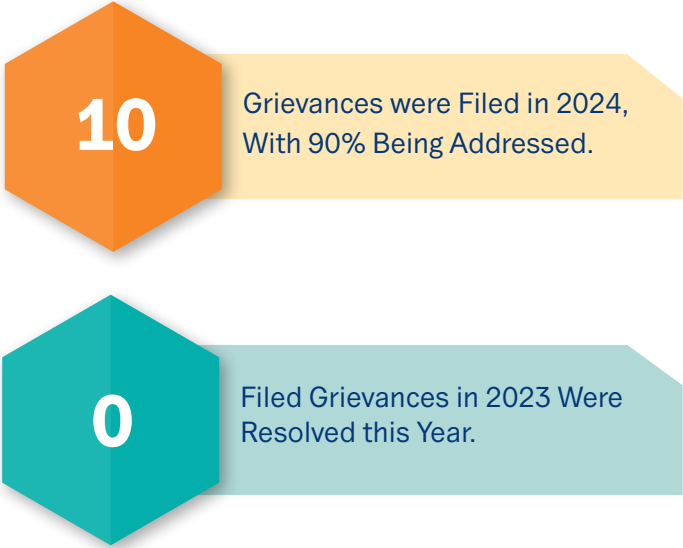 10
Grievances were Filed in 2024,
With 90% Being Addressed.
0
Filed Grievances in 2023 Were
Resolved this Year.